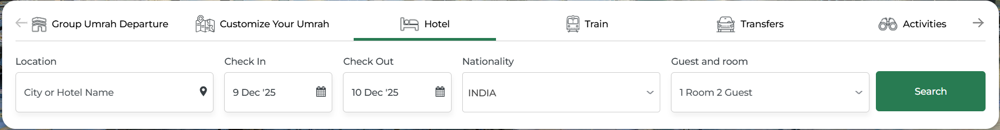 Group Umrah Departure
Customize Your Umrah
Hotel
Train
Transfers
Activities
Location
Check In
Check Out
Nationality
Guest and room
City or Hotel Name
9 Dec '25
10 Dec '25
INDIA
1 Room 2 Guest
Search